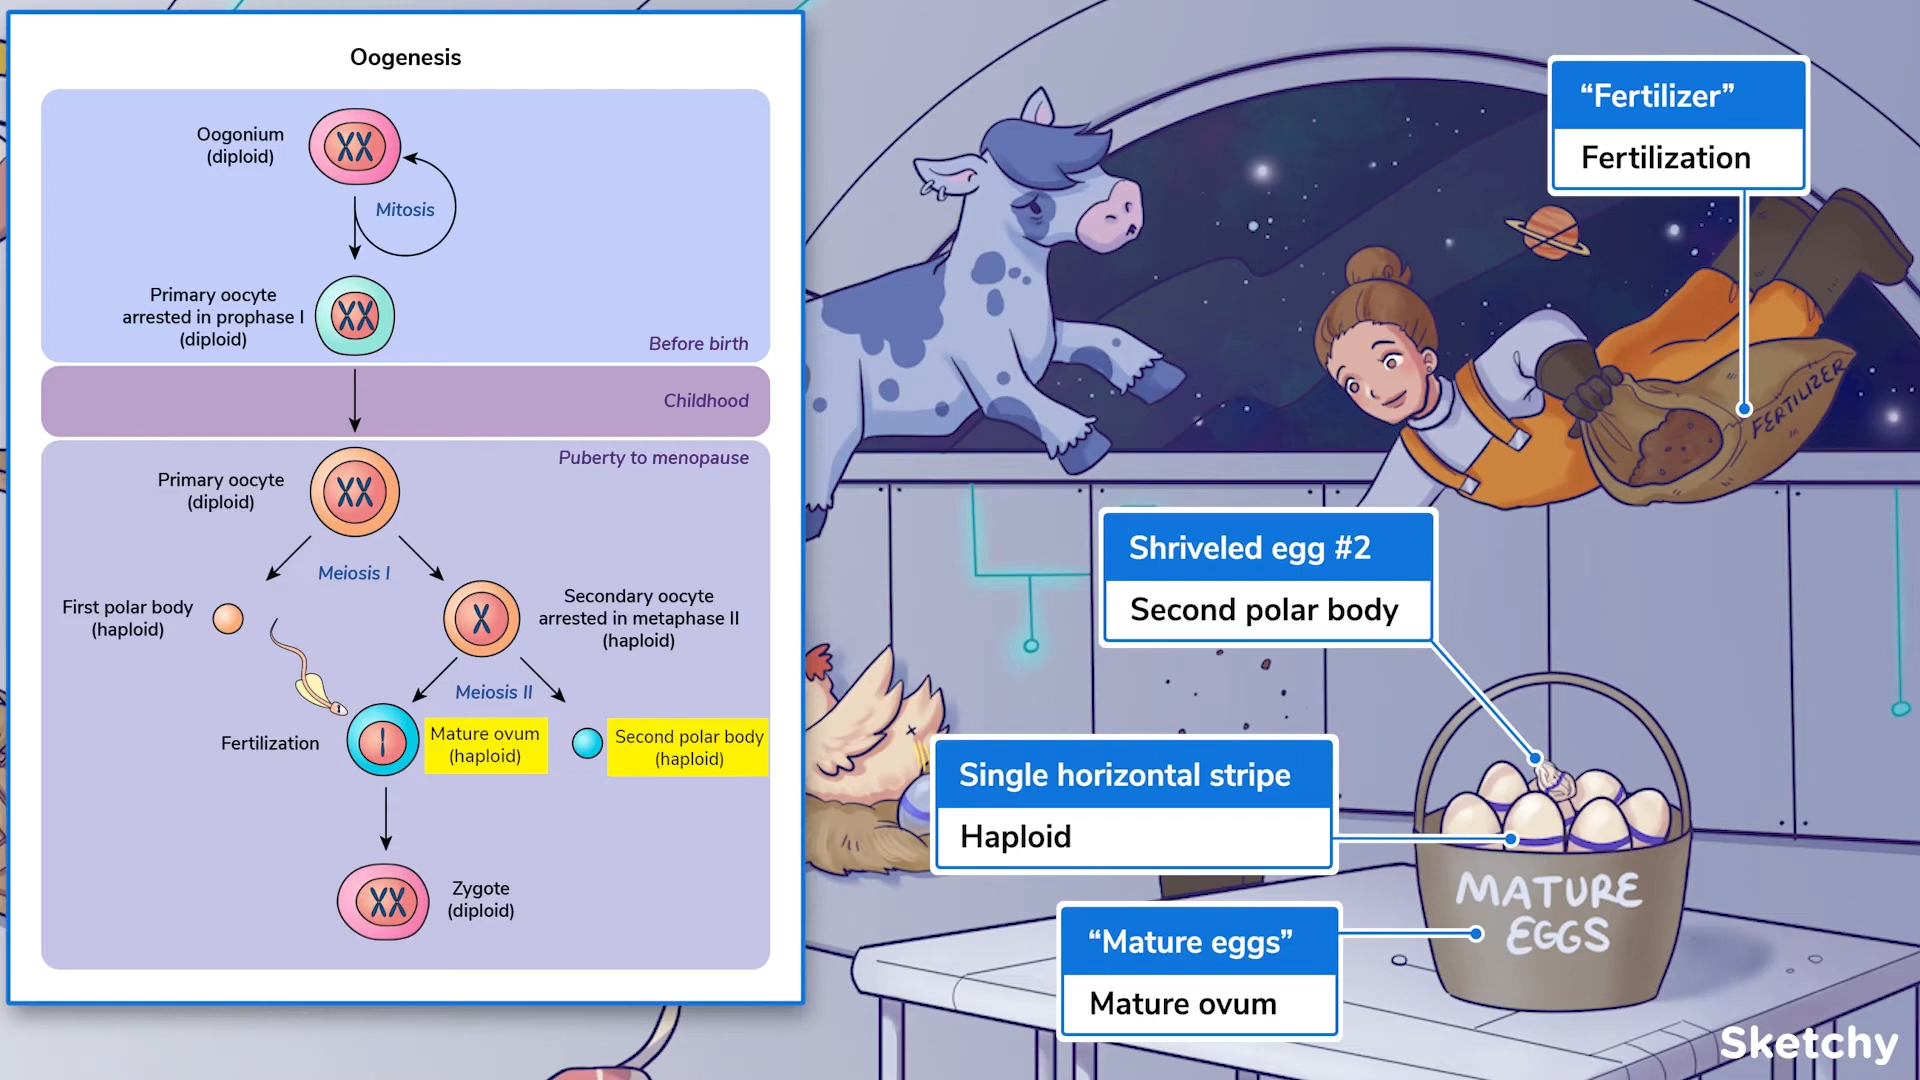 Oogenesis
Oogonium
(diploid)
Mitosis
Primary oocyte
arrested in prophase I
(diploid)
Before birth
Childhood
Puberty to menopause
Primary oocyte
(diploid)
Meiosis I
First polar body
(haploid)
Secondary oocyte
arrested in metaphase II
(haploid)
Meiosis II
Fertilization
Mature ovum
(haploid)
Second polar body
(haploid)
Zygote
(diploid)
“Fertilizer”
Fertilization
FERTILIZER
Shriveled egg #2
Second polar body
Single horizontal stripe
Haploid
MATURE
EGGS
“Mature eggs”
Mature ovum
Sketchy